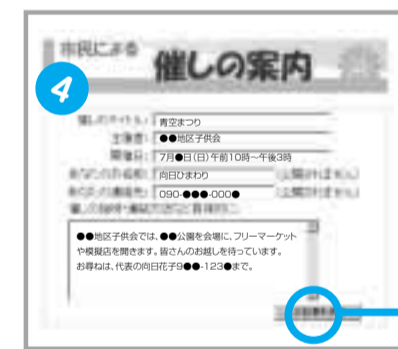 市民による
催しの案内
4
催しのタイトル: 青空まつり
主催者: ●●地区子供会
開催日: 7月●日(日)午前10時~午後3時
あなたのお名前: 向日ひまわり (公開されません)
あなたの連絡先: 090-●●●-000● (公開されません)
●●地区子供会では、●●公園を会場に、フリーマーケット
や模擬店を開きます。皆さんのお越しを待っています。
お尋ねは、代表の向日花子9●●-123●まで。